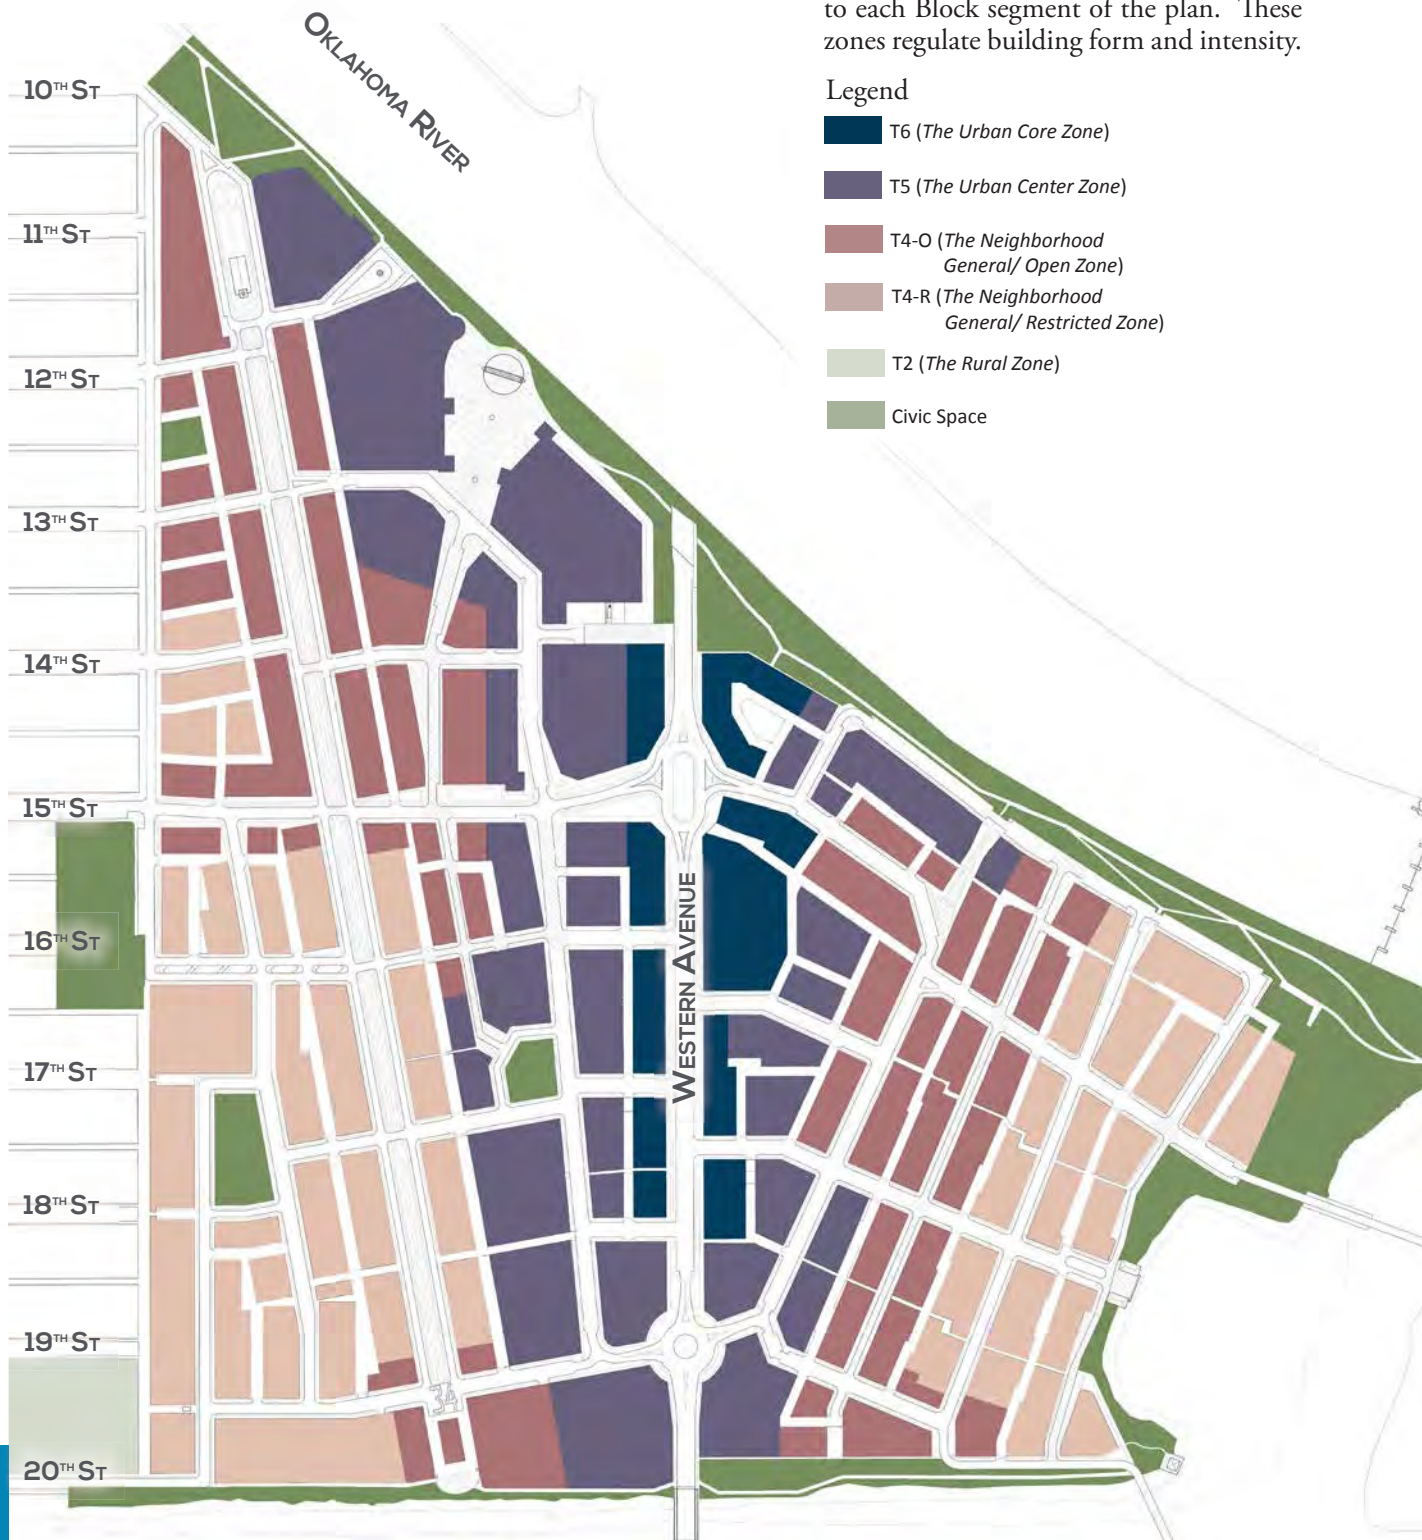 to each Block segment of the plan. These
zones regulate building form and intensity.
Legend
T6 (The Urban Core Zone)
T5 (The Urban Center Zone)
T4-O (The Neighborhood
General/ Open Zone)
T4-R (The Neighborhood
General/ Restricted Zone)
T2 (The Rural Zone)
Civic Space
OKLAHOMA RIVER
10TH ST
11TH ST
12TH ST
13TH ST
14TH ST
15TH ST
16TH ST
17TH ST
18TH ST
19TH ST
20TH ST
WESTERN AVENUE
34